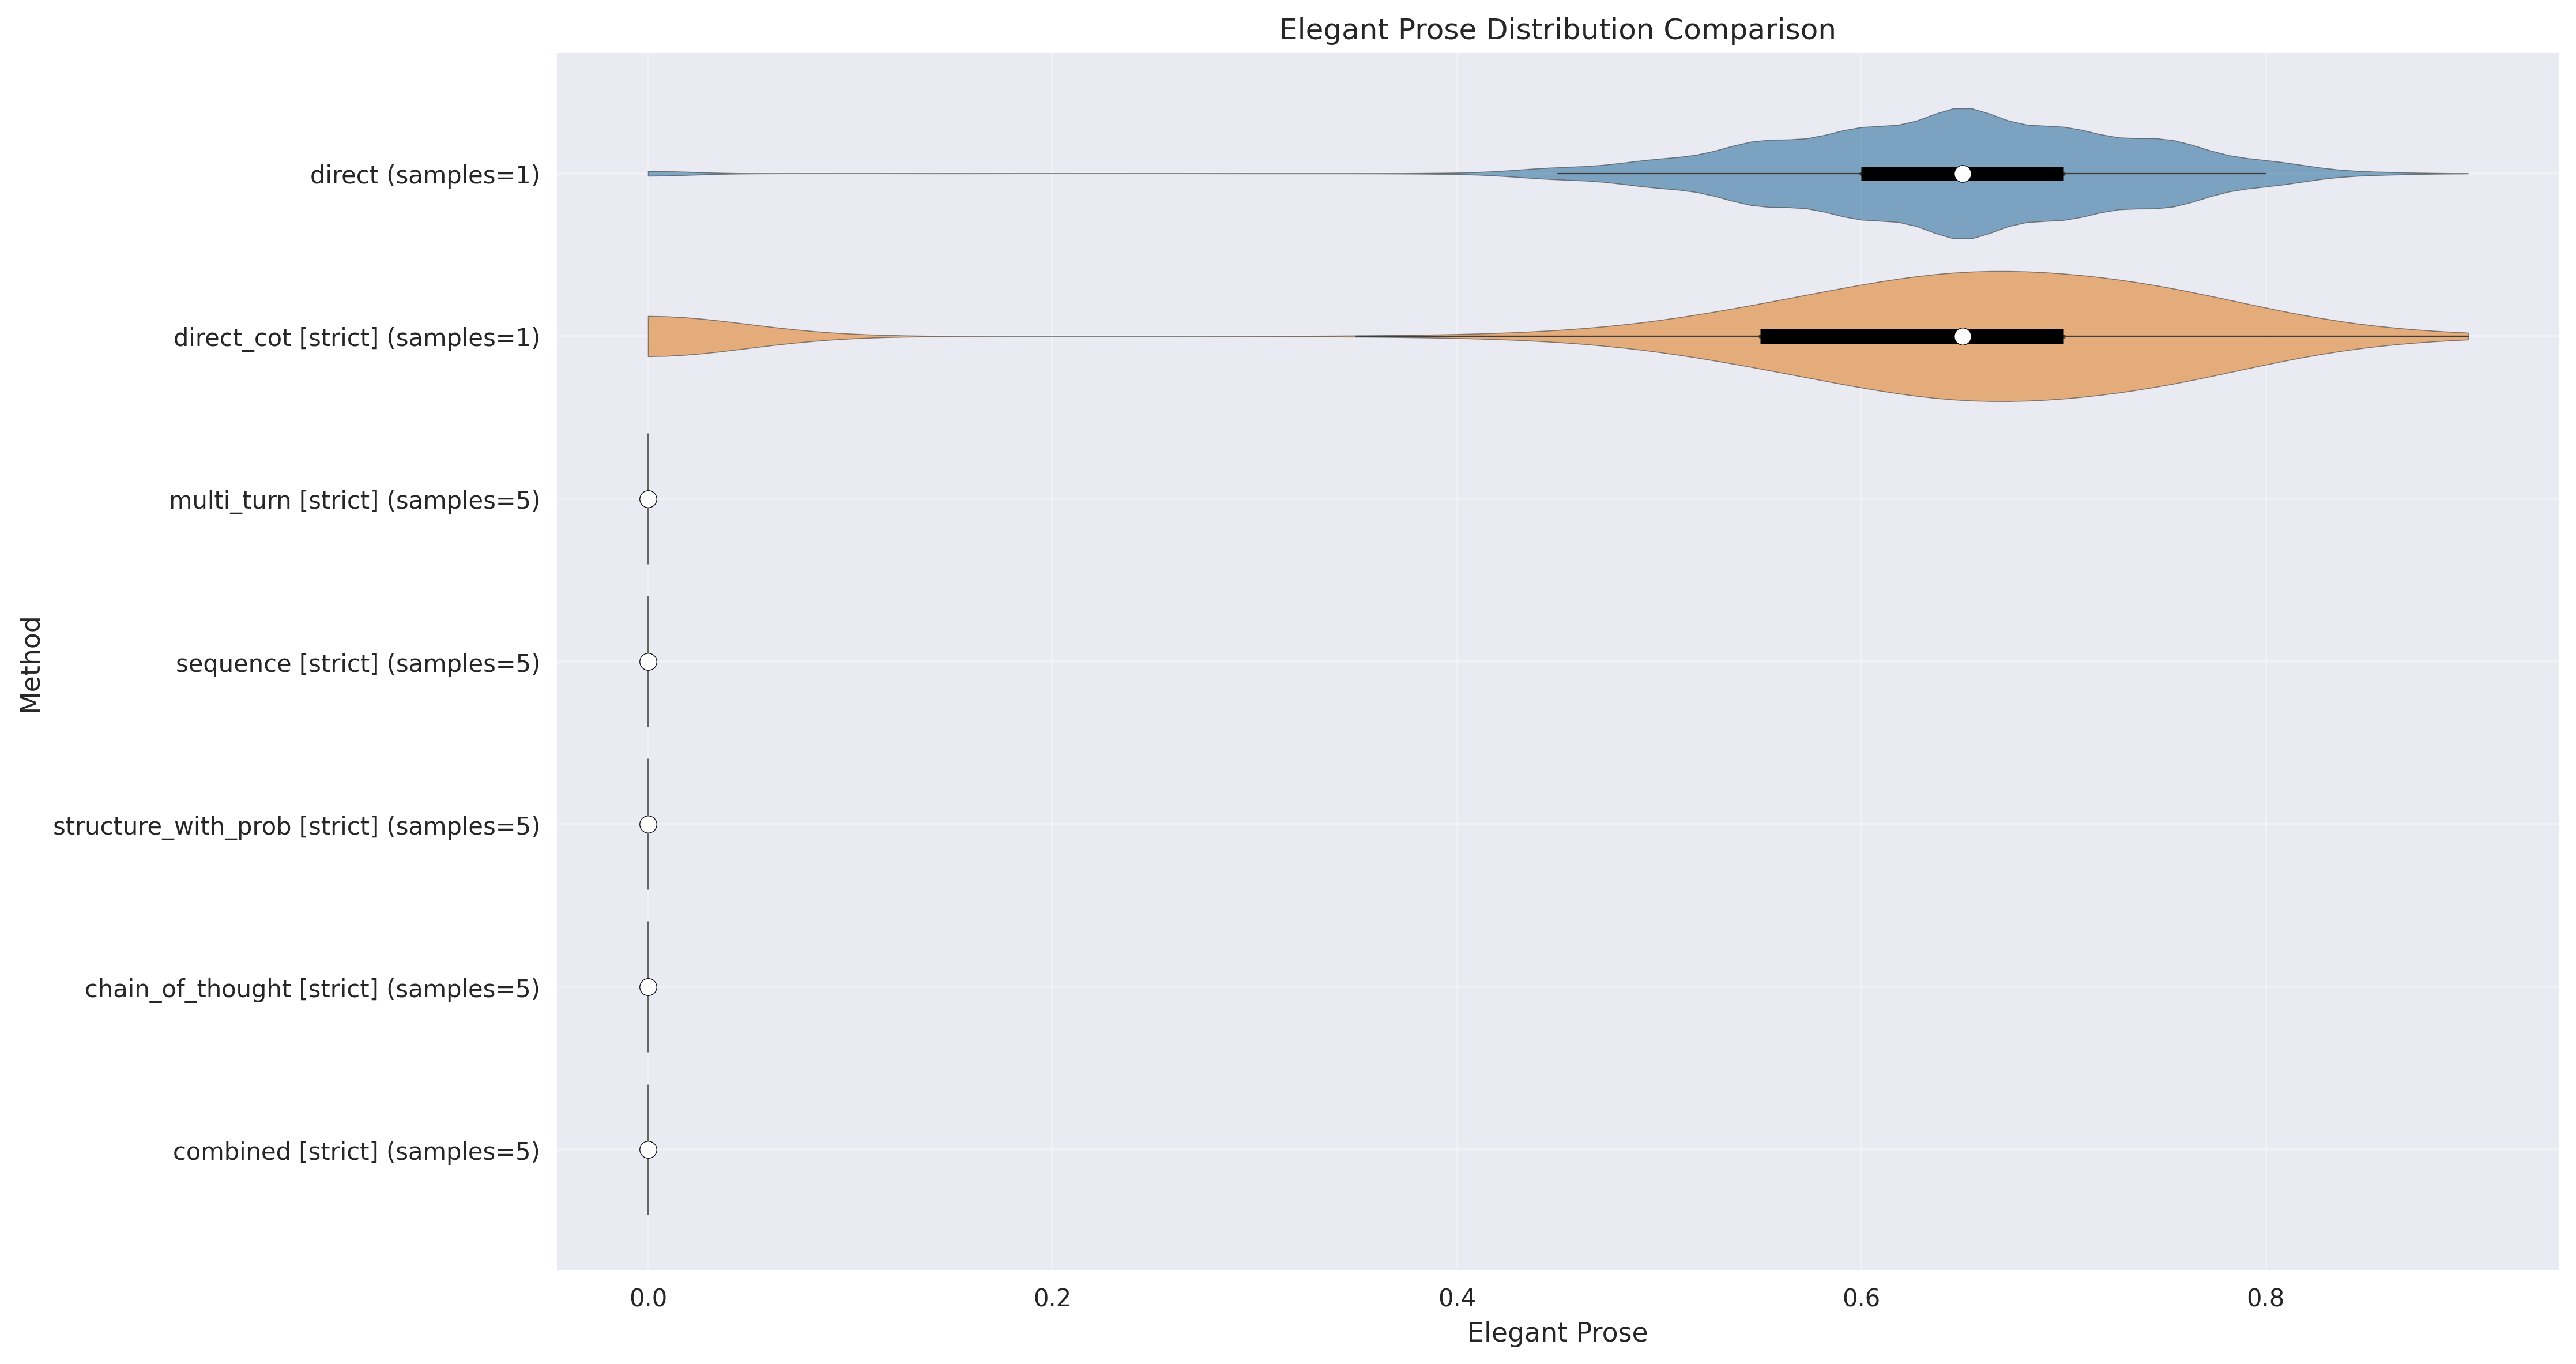 Elegant Prose Distribution Comparison
direct (samples=1)
direct_cot [strict] (samples=1)
multi_turn [strict] (samples=5)
sequence [strict] (samples=5)
structure_with_prob [strict] (samples=5)
chain_of_thought [strict] (samples=5)
combined [strict] (samples=5)
Method
0.0 0.2 0.4 0.6 0.8
Elegant Prose